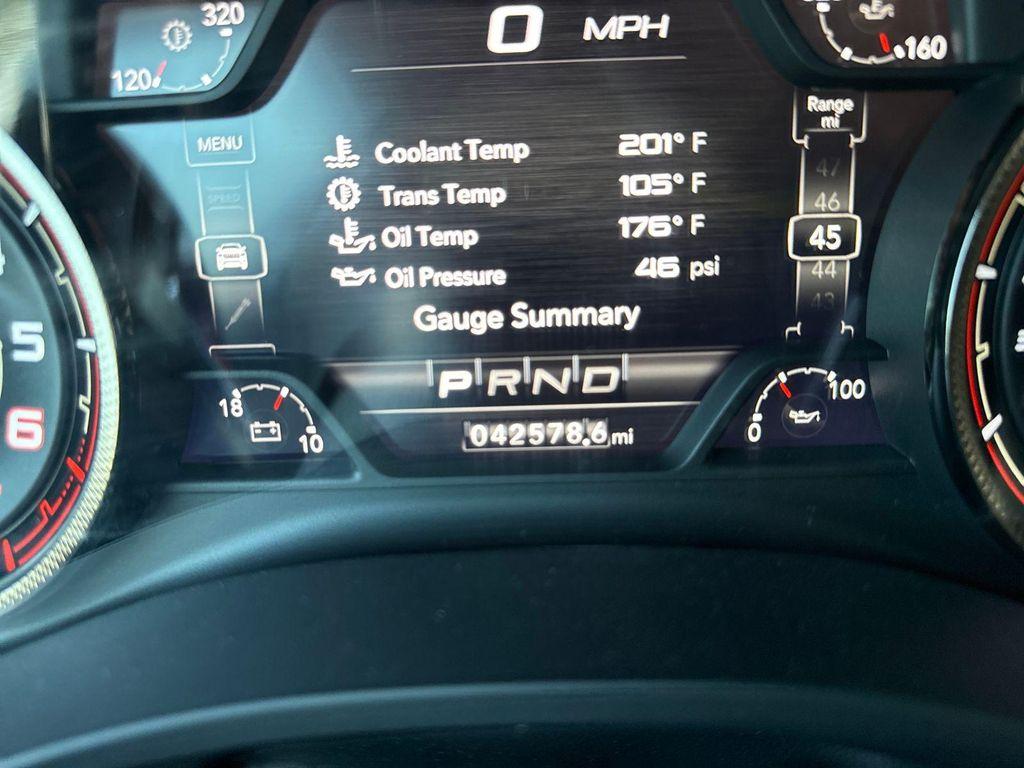 320
120
0 MPH
160
MENU
SPEED
Range
mi
47
46
45
44
43
Coolant Temp 201° F
Trans Temp 105° F
Oil Temp 176° F
Oil Pressure 46 psi
Gauge Summary
PRND
042578.6 mi
18
10
0
100
5
6